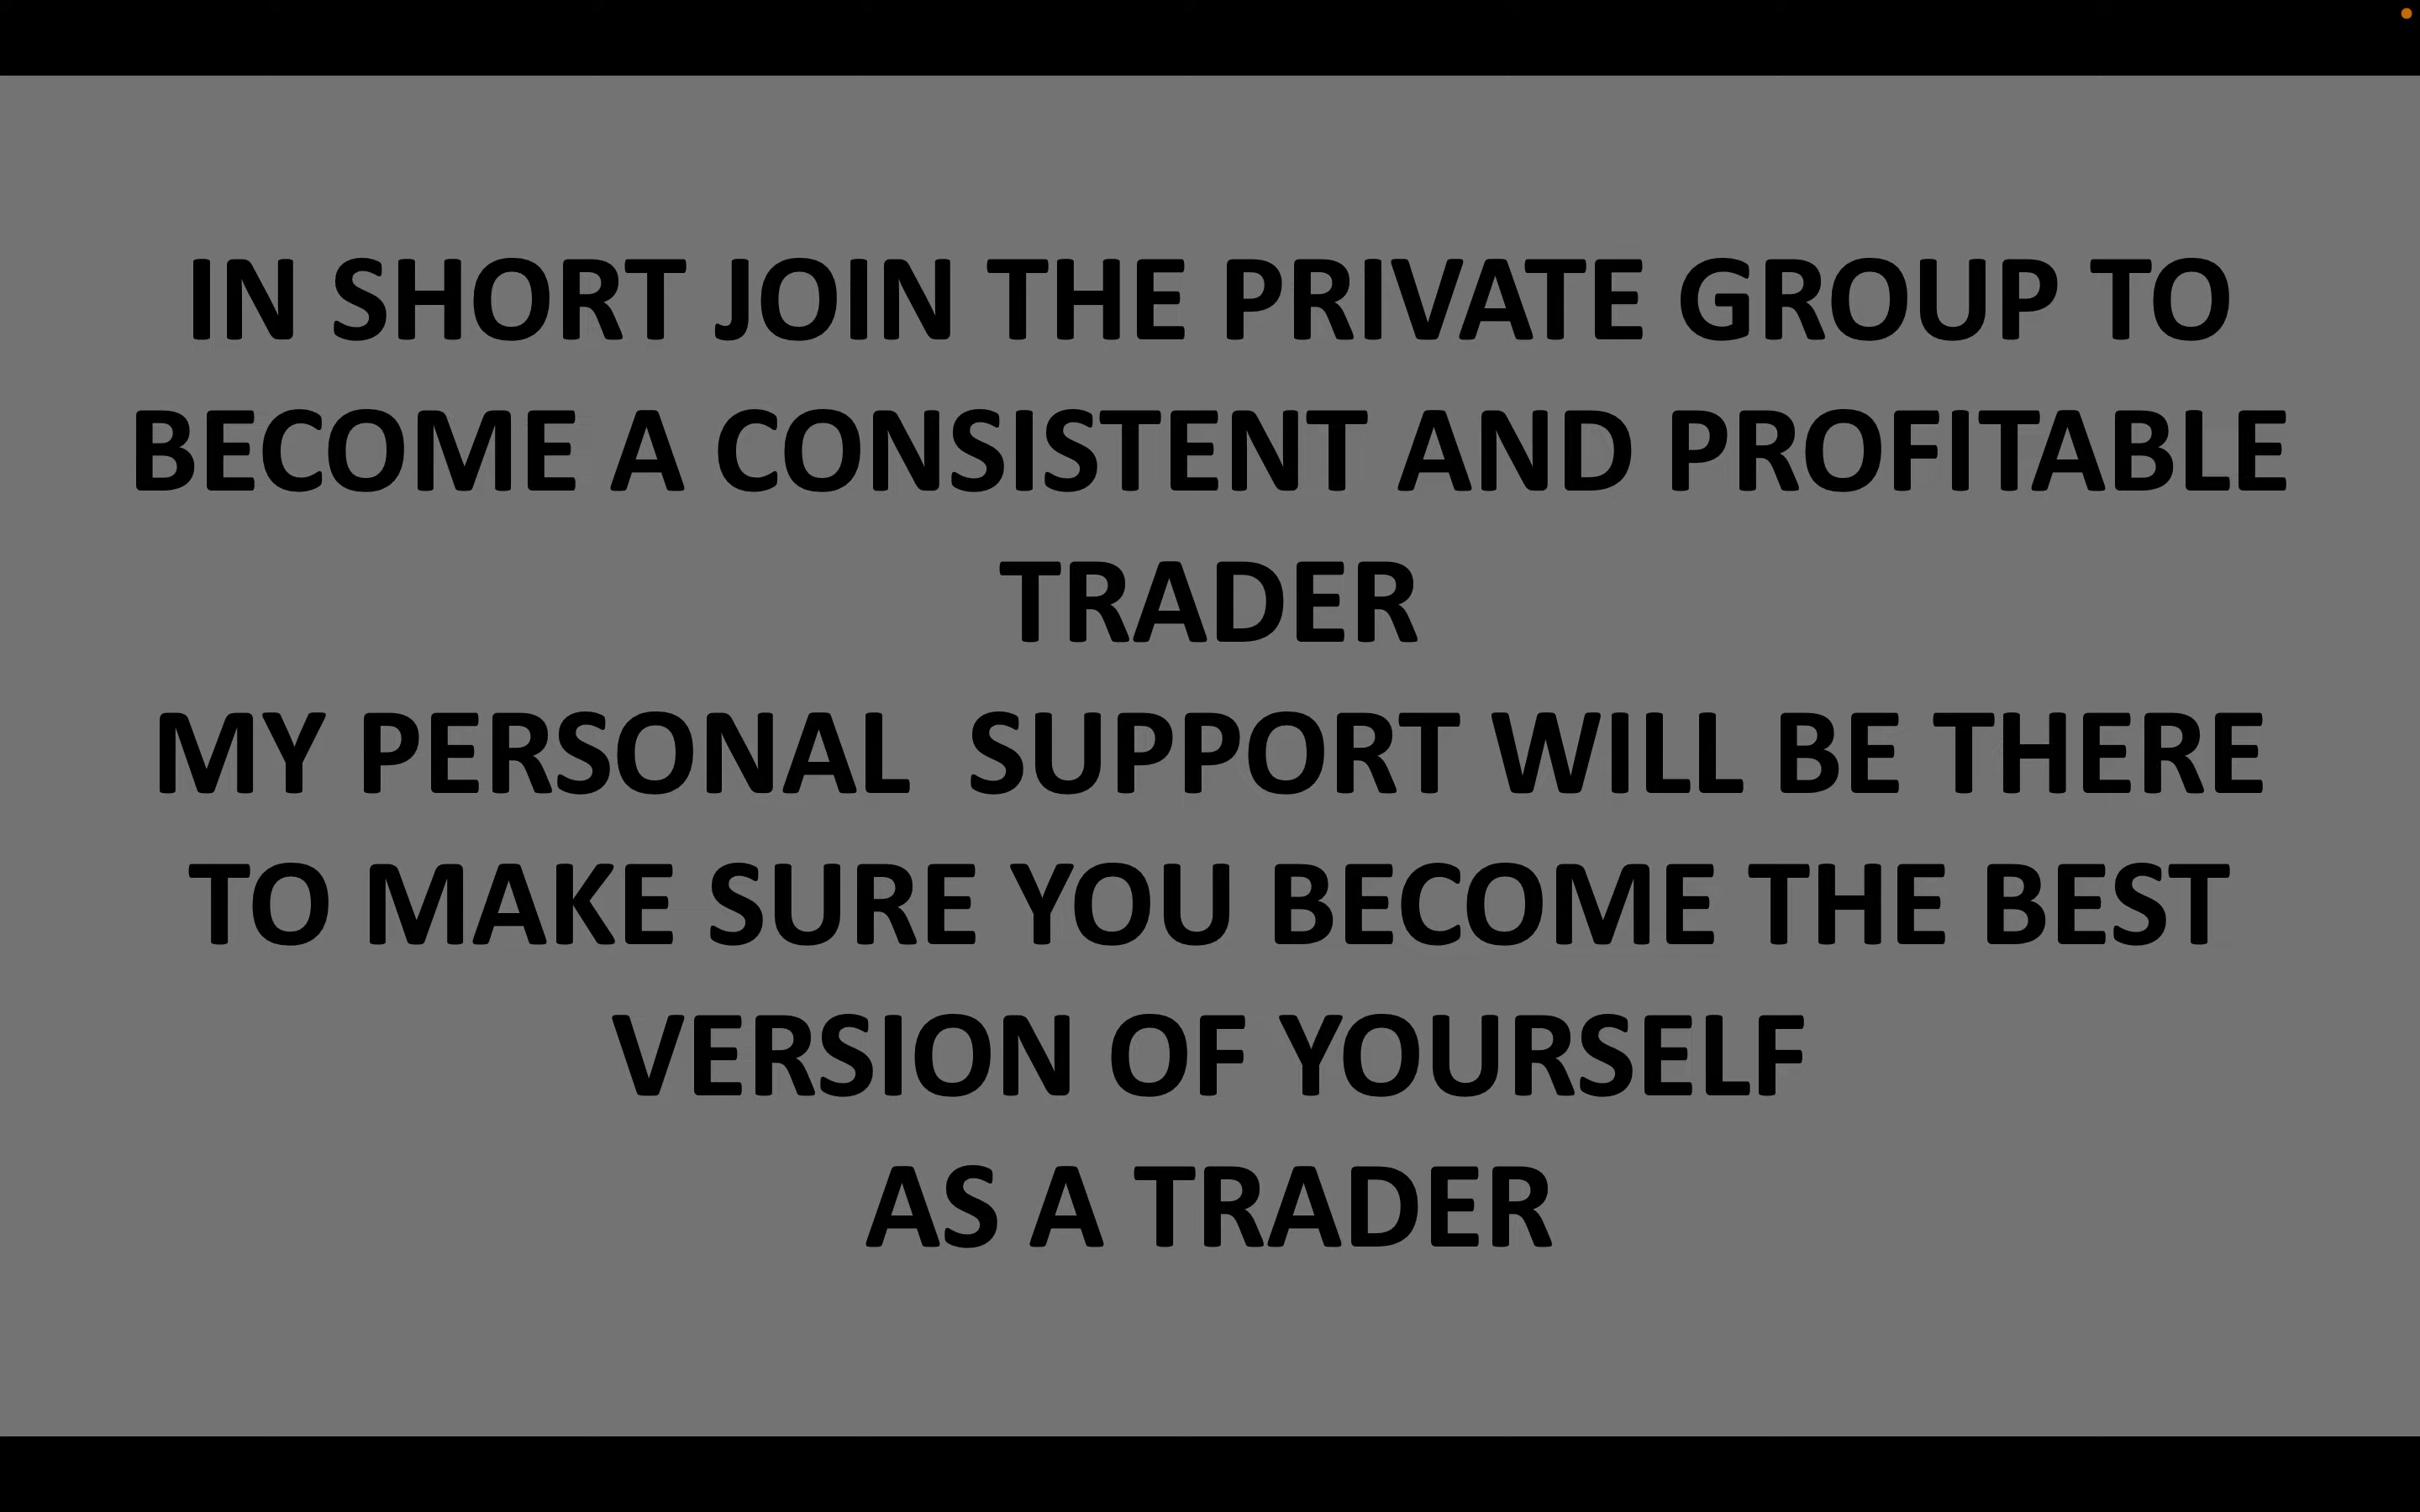 IN SHORT JOIN THE PRIVATE GROUP TO
BECOME A CONSISTENT AND PROFITABLE
TRADER
MY PERSONAL SUPPORT WILL BE THERE
TO MAKE SURE YOU BECOME THE BEST
VERSION OF YOURSELF
AS A TRADER